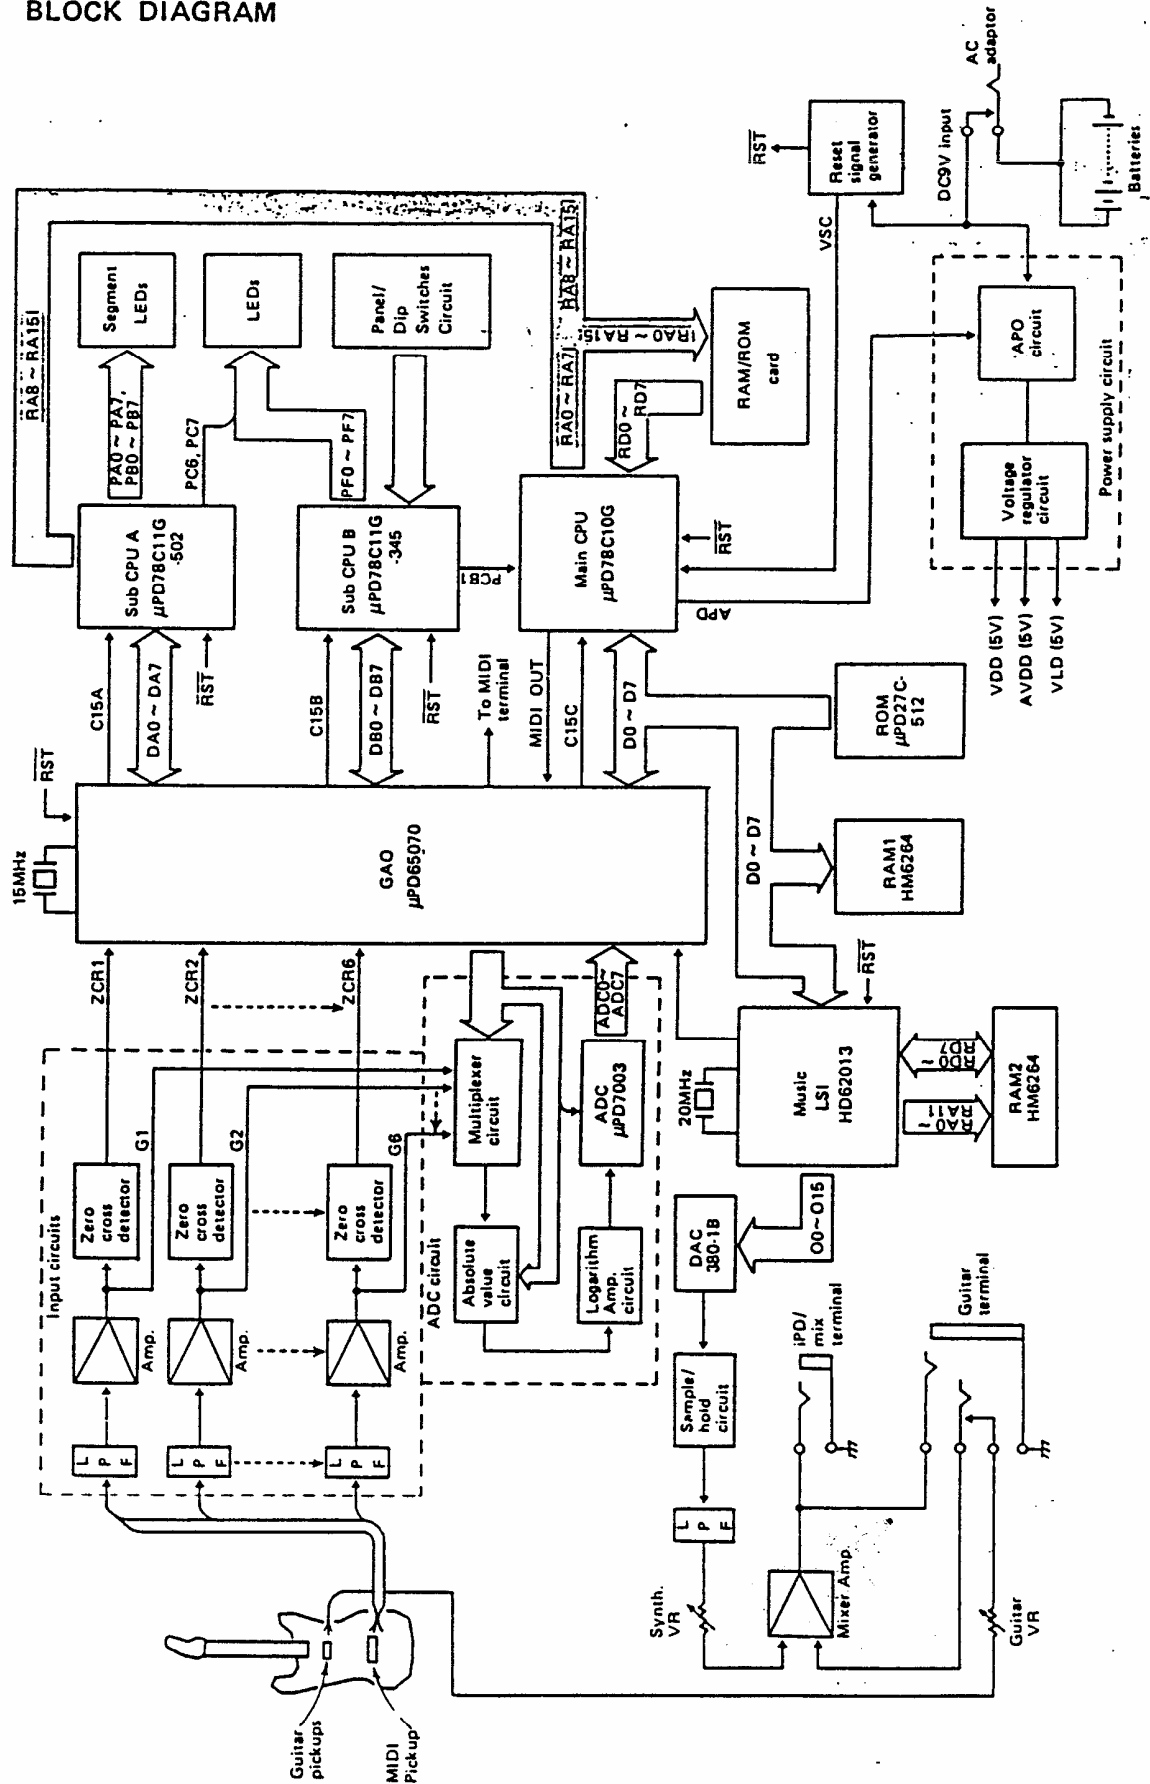 BLOCK DIAGRAM
Guitar
pickups
MIDI
Pickup
Input circuits
L
P
F
L
P
F
L
P
F
Amp.
Amp.
Amp.
Zero
cross
detector
Zero
cross
detector
Zero
cross
detector
G1
G2
G6
ZCR1
ZCR2
ZCR6
ADC circuit
Multiplexer
circuit
Absolute
value
circuit
Logarithm
Amp.
circuit
ADC
μPD7003
ADC0~
ADC7
15MHz
RST
GAO
μPD65070
C15A
DA0 ~ DA7
RST
C15B
DB0 ~ DB7
RST
To MIDI
terminal
MIDI OUT
C15C
D0 ~ D7
Sub CPU A
μPD78C11G
-502
Sub CPU B
μPD78C11G
-345
PCB1
Main CPU
μPD78C10G
RST
APD
RA8 ~ RA15
PA0 ~ PA7,
PB0 ~ PB7
PC6, PC7
PF0 ~ PF7
Segment
LEDs
LEDs
Panel/
Dip
Switches
Circuit
RA0 ~ RA7
RA8 ~ RA15
RA0 ~ RA15
RD0 ~
RD7
RAM/ROM
card
VSC
RST
Reset
signal
generator
DC9V input
AC
adaptor
Batteries
APO
circuit
Voltage
regulator
circuit
Power supply circuit
VDD (5V)
AVDD (5V)
VLD (5V)
ROM
μPD27C-
512
D0 ~ D7
RAM1
HM6264
RST
20MHz
Music
LSI
HD62013
RD0 ~
RD7
RA0 ~
RA11
RAM2
HM6264
O0 ~ O15
DAC
380-1B
Sample/
hold
circuit
L
P
F
Synth.
VR
Mixer Amp.
iPD/
mix
terminal
Guitar
terminal
Guitar
VR